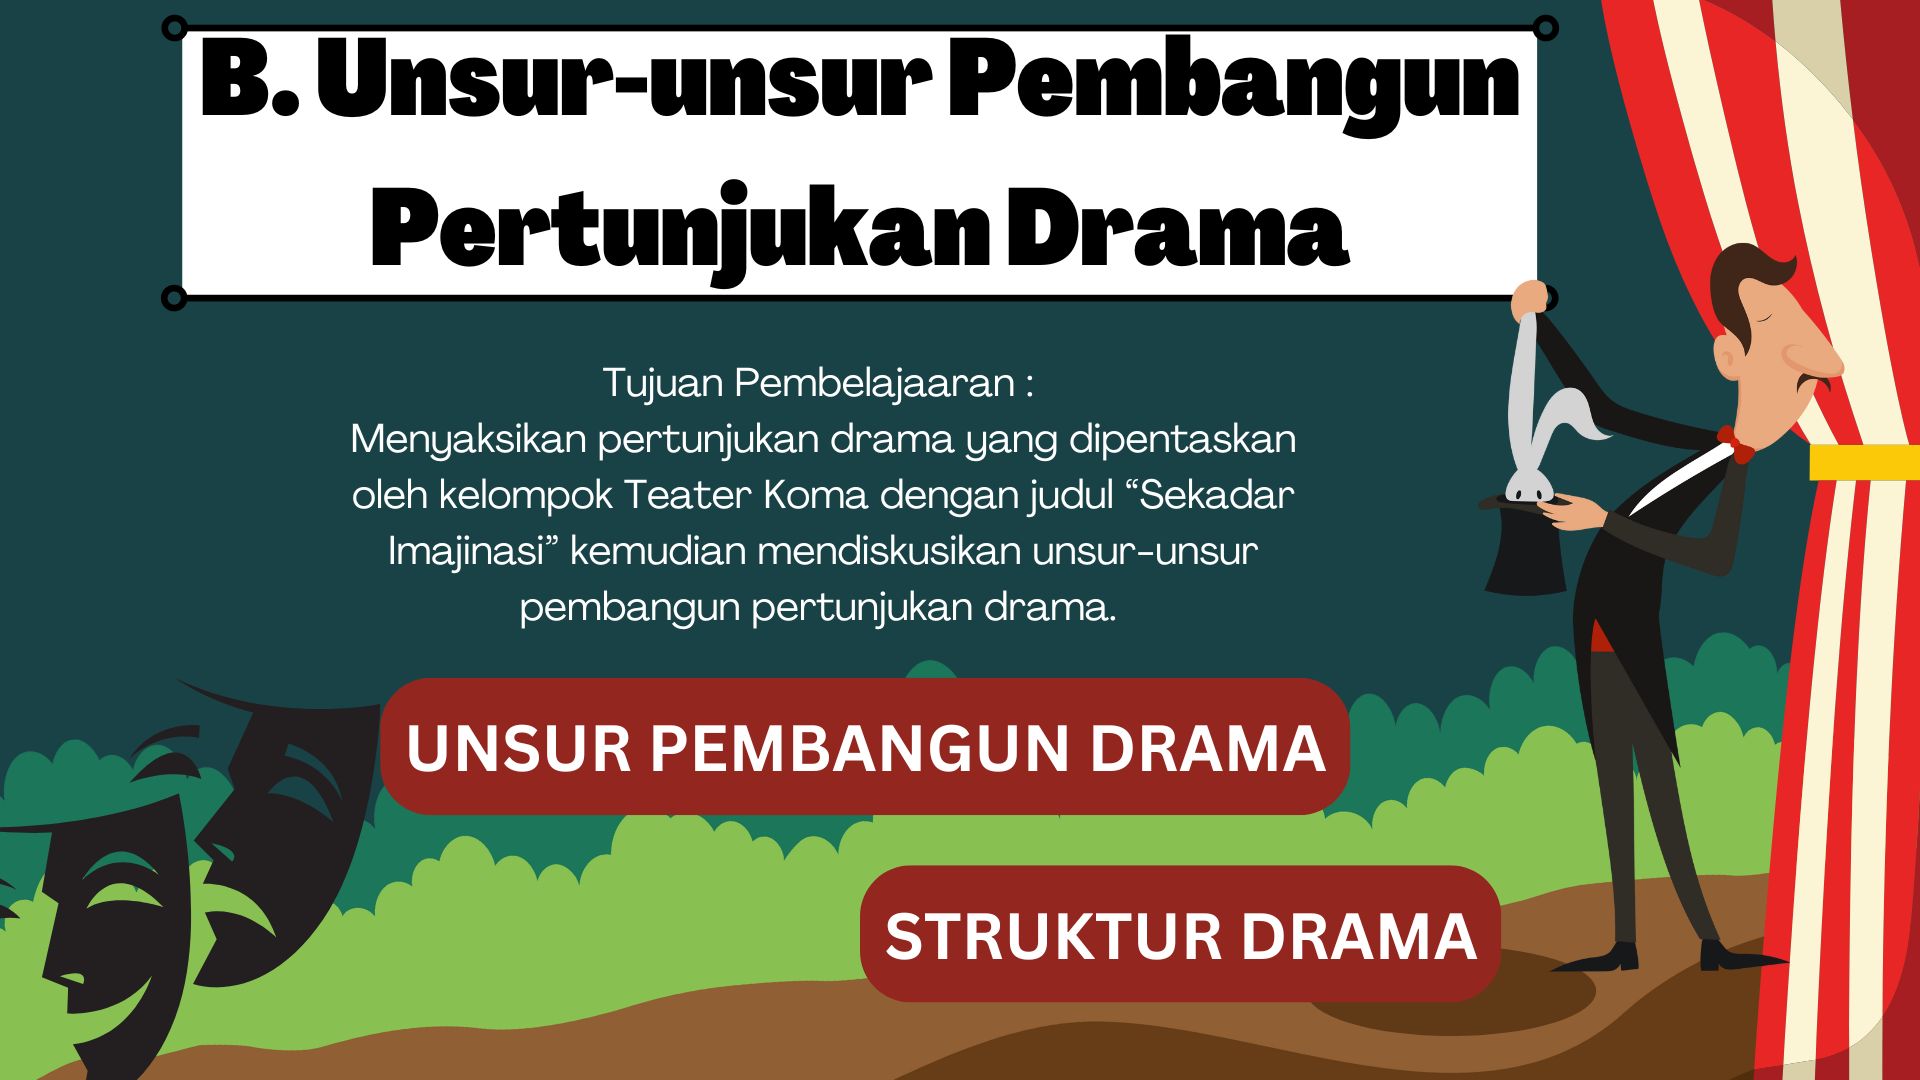 B. Unsur-unsur Pembangun
Pertunjukan Drama
Tujuan Pembelajaaran :
Menyaksikan pertunjukan drama yang dipentaskan
oleh kelompok Teater Koma dengan judul “Sekadar
Imajinasi” kemudian mendiskusikan unsur-unsur
pembangun pertunjukan drama.
UNSUR PEMBANGUN DRAMA
STRUKTUR DRAMA